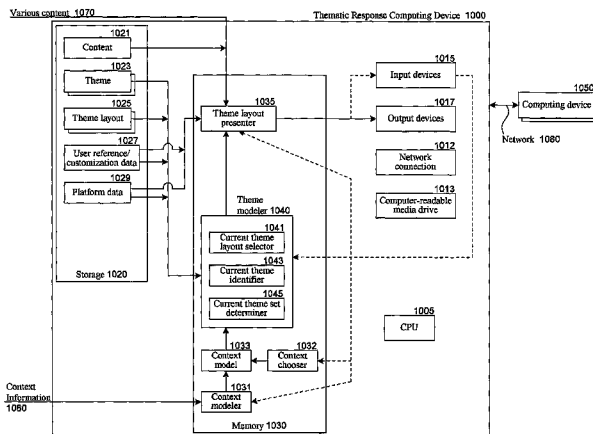 Various content 1070
Thematic Response Computing Device 1000
1021
Content
1023
Theme
1025
Theme layout
1027
User reference/
customization data
1029
Platform data
Storage 1020
1035
Theme layout
presenter
Theme
modeler 1040
1041
Current theme
layout selector
1043
Current theme
identifier
1045
Current theme set
determiner
1033
Context
model
1032
Context
chooser
1031
Context
modeler
Memory 1030
1015
Input devices
1017
Output devices
1012
Network
connection
1013
Computer-readable
media drive
1005
CPU
1050
Computing device
Network 1080
Context
Information
1060